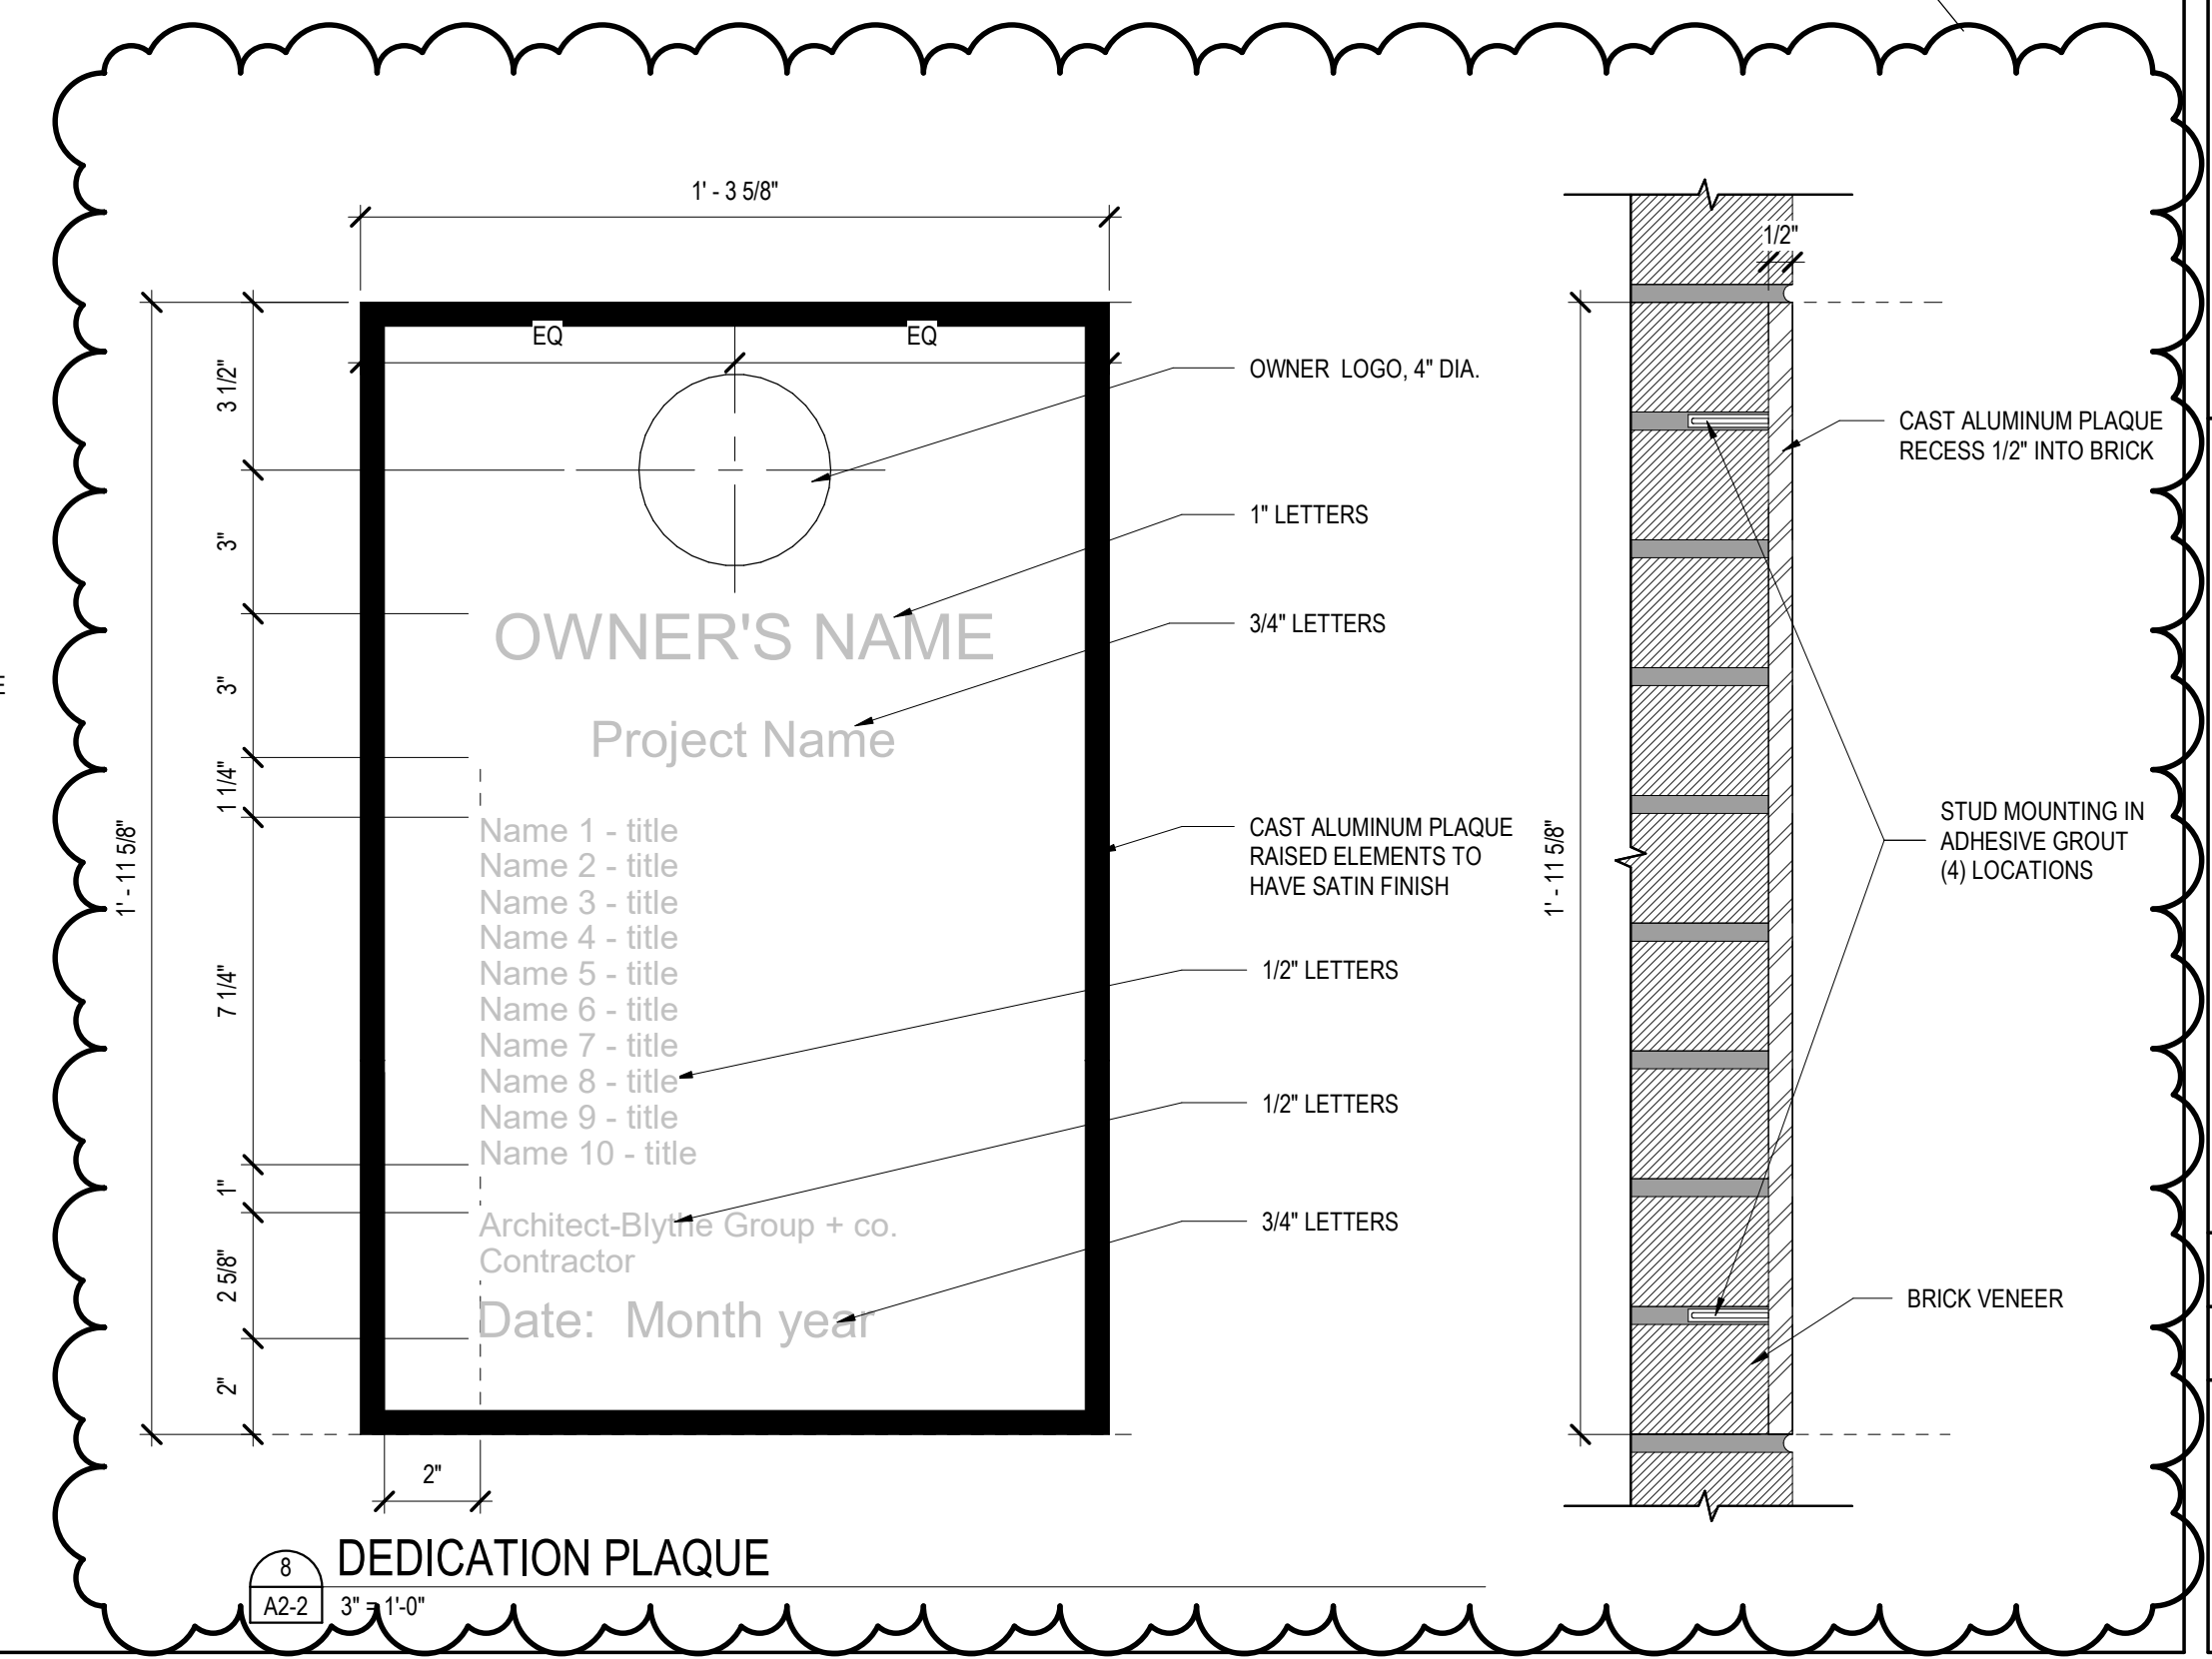 1' - 3 5/8"
1/2"
EQ
EQ
3 1/2"
3"
3"
1 1/4"
7 1/4"
1"
2 5/8"
2"
1' - 11 5/8"
2"
OWNER'S NAME
Project Name
Name 1 - title
Name 2 - title
Name 3 - title
Name 4 - title
Name 5 - title
Name 6 - title
Name 7 - title
Name 8 - title
Name 9 - title
Name 10 - title
Architect-Blythe Group + co.
Contractor
Date: Month year
OWNER LOGO, 4" DIA.
1" LETTERS
3/4" LETTERS
CAST ALUMINUM PLAQUE
RAISED ELEMENTS TO
HAVE SATIN FINISH
1/2" LETTERS
1/2" LETTERS
3/4" LETTERS
1' - 11 5/8"
CAST ALUMINUM PLAQUE
RECESS 1/2" INTO BRICK
STUD MOUNTING IN
ADHESIVE GROUT
(4) LOCATIONS
BRICK VENEER
8
A2-2
DEDICATION PLAQUE
3" = 1'-0"